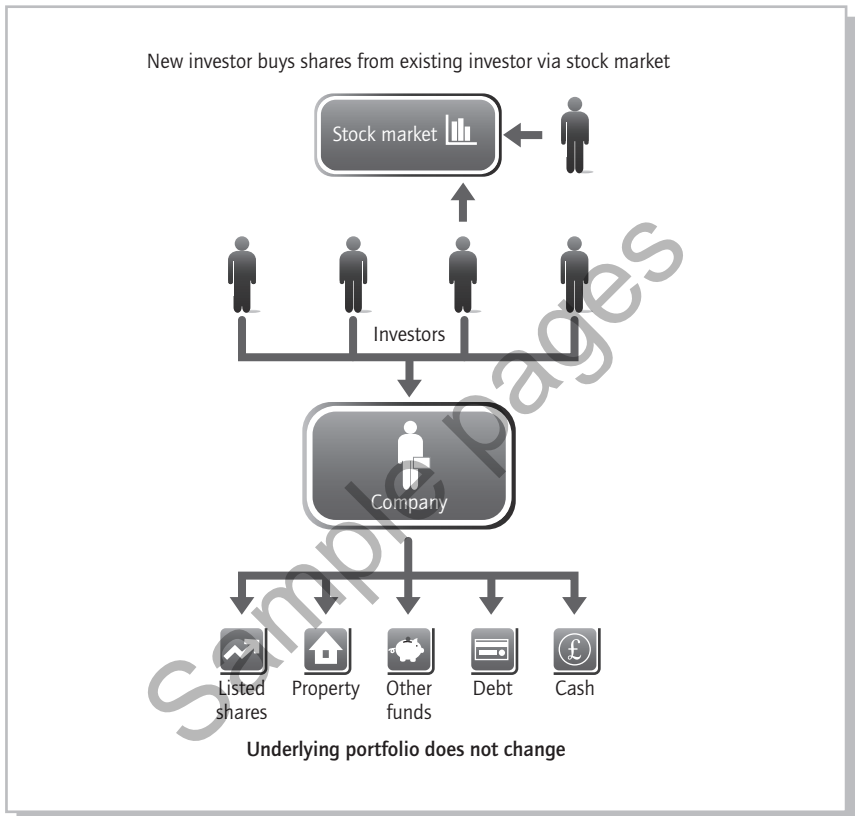 New investor buys shares from existing investor via stock market
Stock market
Investors
Company
Listed
shares
Property
Other
funds
Debt
£
Cash
Underlying portfolio does not change
Sample pages